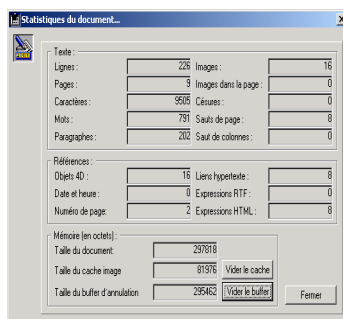 Statistiques du document...
Texte :
Lignes : 226 Images : 16
Pages : 9 Images dans la page : 0
Caractères : 9505 Césures : 0
Mots : 791 Sauts de page : 8
Paragraphes : 202 Saut de colonnes : 0
Références :
Objets 4D : 16 Liens hypertexte : 8
Date et heure : 0 Expressions RTF : 0
Numéro de page: 2 Expressions HTML : 8
Mémoire (en octets) :
Taille du document: 297818
Taille du cache image 81976 Vider le cache
Taille du buffer d'annulation 295462 Vider le buffer
Fermer